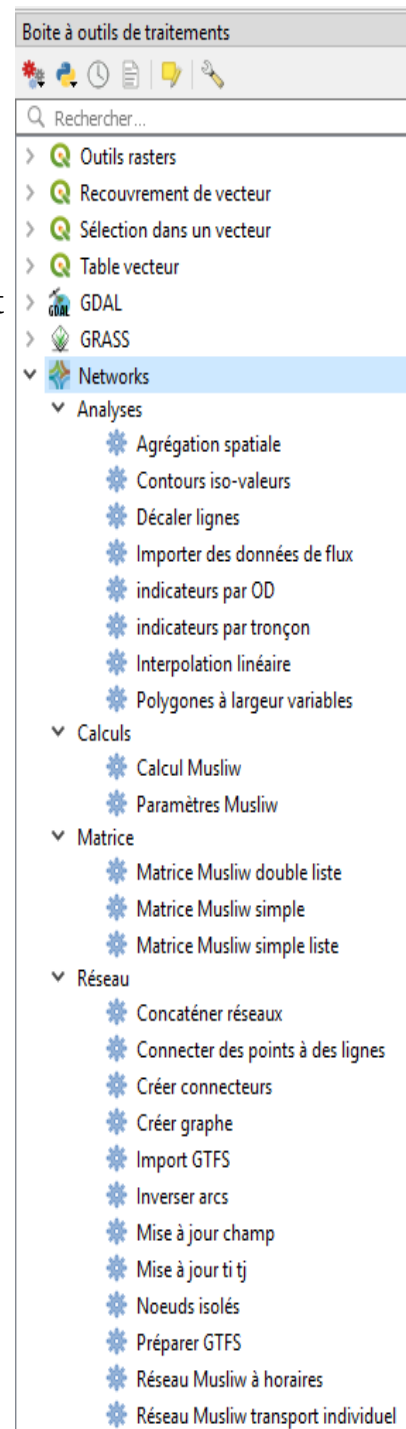 Boite à outils de traitements
Rechercher...
Outils rasters
Recouvrement de vecteur
Sélection dans un vecteur
Table vecteur
t
GDAL
GDAL
GRASS
Networks
Analyses
Agrégation spatiale
Contours iso-valeurs
Décaler lignes
Importer des données de flux
indicateurs par OD
indicateurs par tronçon
Interpolation linéaire
Polygones à largeur variables
Calculs
Calcul Musliw
Paramètres Musliw
Matrice
Matrice Musliw double liste
Matrice Musliw simple
Matrice Musliw simple liste
Réseau
Concaténer réseaux
Connecter des points à des lignes
Créer connecteurs
Créer graphe
Import GTFS
Inverser arcs
Mise à jour champ
Mise à jour ti tj
Noeuds isolés
Préparer GTFS
Réseau Musliw à horaires
Réseau Musliw transport individuel